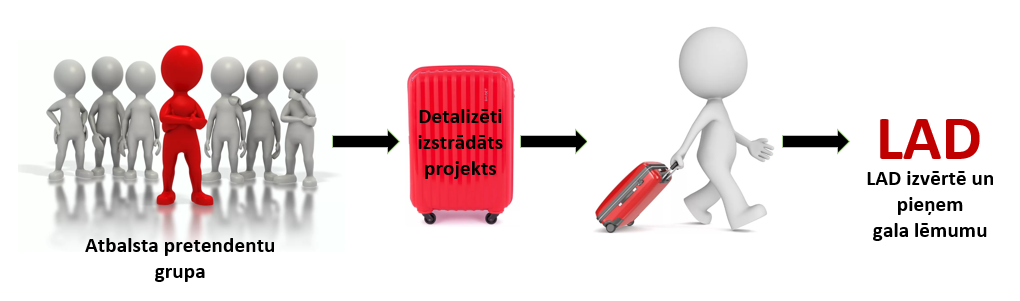 Atbalsta pretendentu
grupa
Detalizēti
izstrādāts
projekts
LAD
LAD izvērtē un
pieņem
gala lēmumu